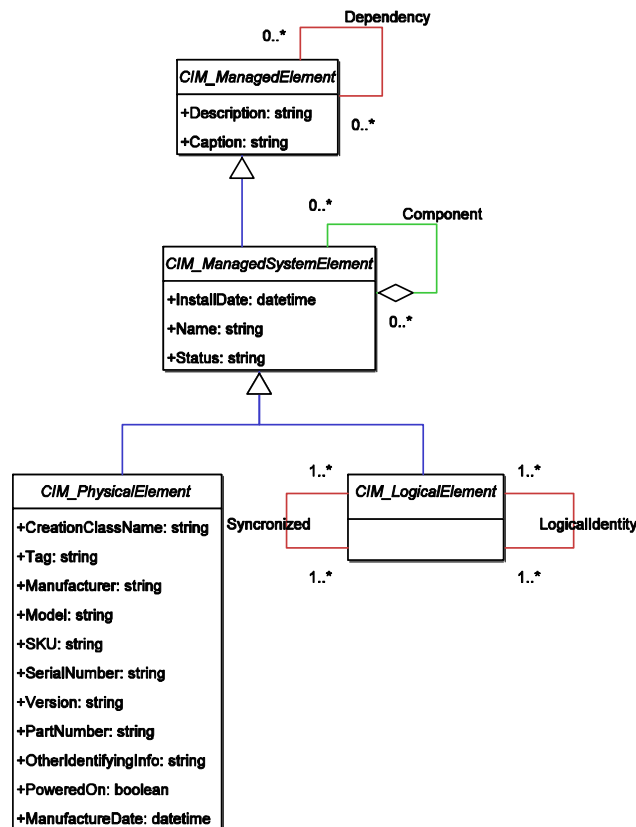 Dependency
0..*
CIM_ManagedElement
+Description: string
+Caption: string
0..*
0..*
Component
CIM_ManagedSystemElement
+InstallDate: datetime
+Name: string
+Status: string
0..*
CIM_PhysicalElement
+CreationClassName: string
+Tag: string
+Manufacturer: string
+Model: string
+SKU: string
+SerialNumber: string
+Version: string
+PartNumber: string
+OtherIdentifyingInfo: string
+PoweredOn: boolean
+ManufactureDate: datetime
1..*
CIM_LogicalElement
1..*
Syncronized
LogicalIdentity
1..*
1..*